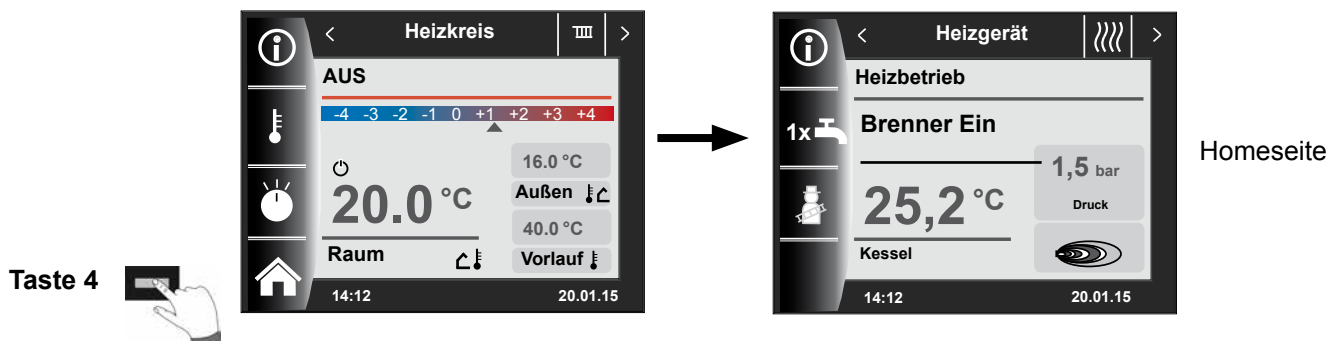 Heizkreis
AUS
-4 -3 -2 -1 0 +1 +2 +3 +4
16.0 °C
20.0 °C
Außen
40.0 °C
Raum
Vorlauf
14:12 20.01.15
Taste 4
Heizgerät
Heizbetrieb
1x
Brenner Ein
1,5 bar
25,2 °C
Druck
Kessel
14:12 20.01.15
Homeseite